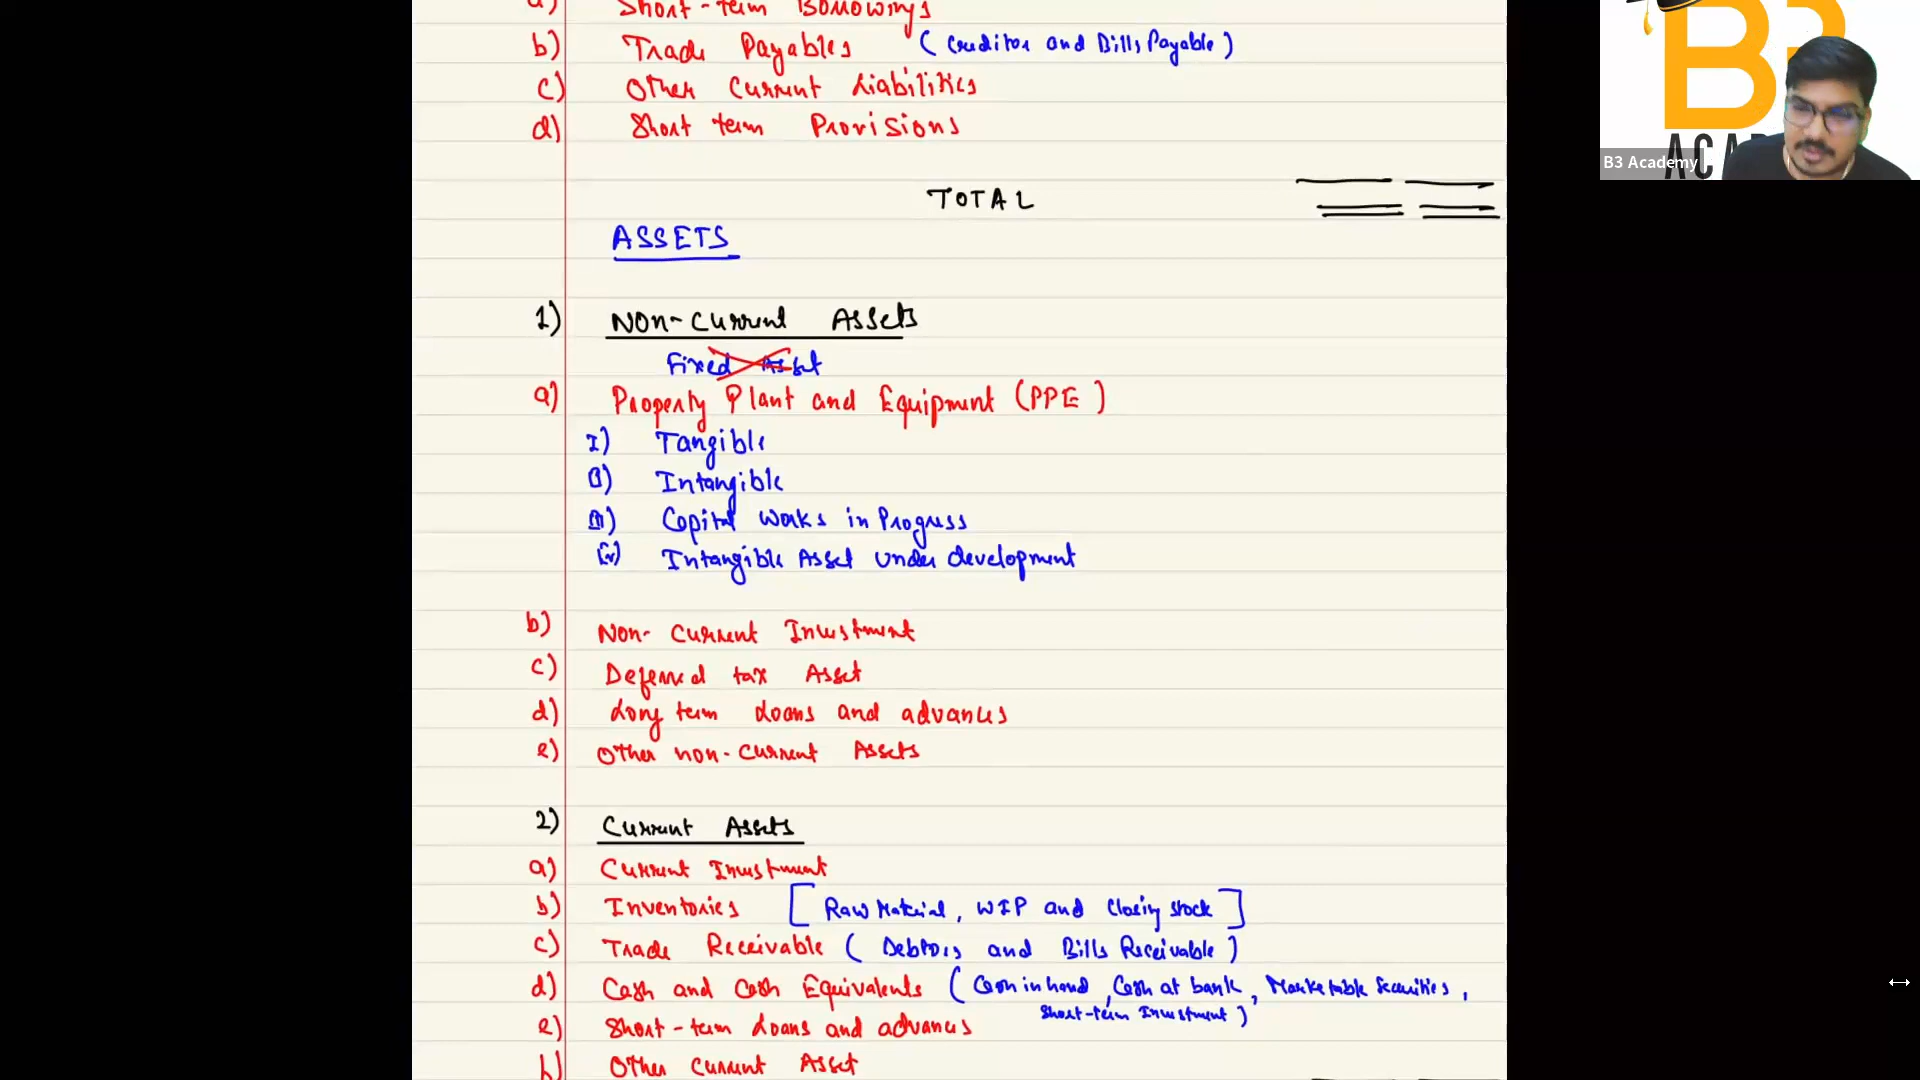 a) Short-term Borrowings
b) Trade Payables (Creditor and Bills Payable)
c) Other Current Liabilities
d) Short term Provisions
TOTAL
ASSETS
1) Non-Current Assets
Fixed Asset
a) Property Plant and Equipment (PPE)
I) Tangible
II) Intangible
III) Capital Works in Progress
IV) Intangible Asset under development
b) Non-Current Investment
c) Deferred tax Asset
d) Long term Loans and advances
e) Other non-current Assets
2) Current Assets
a) Current Investment
b) Inventories [Raw Material, WIP and Closing stock]
c) Trade Receivable (Debtors and Bills Receivable)
d) Cash and Cash Equivalents (Cash in hand, Cash at bank, Marketable Securities,
Short-term Investment)
e) Short-term Loans and advances
h) Other Current Asset
B3
ACA
B3 Academy